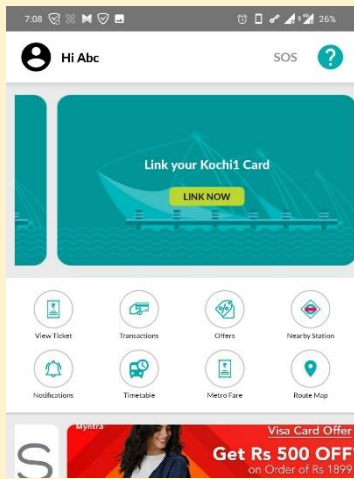 7:08
26%
Hi Abc
SOS
?
Link your Kochi1 Card
LINK NOW
View Ticket
Transactions
Offers
Nearby Station
Notifications
Timetable
Metro Fare
Route Map
S
Myntra
Visa Card Offer
Get Rs 500 OFF
on Order of Rs 1899